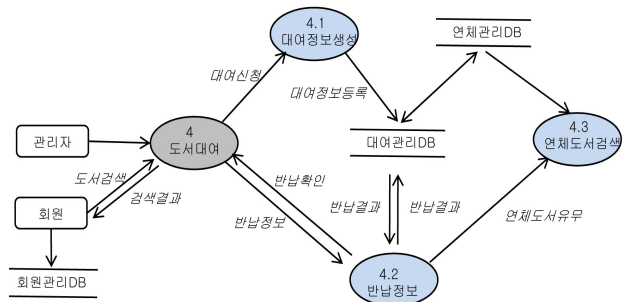 4.1
대여정보생성
연체관리DB
대여신청
대여정보등록
4
도서대여
관리자
대여관리DB
4.3
연체도서검색
도서검색
검색결과
반납확인
반납정보
반납결과
반납결과
연체도서유무
회원
4.2
반납정보
회원관리DB